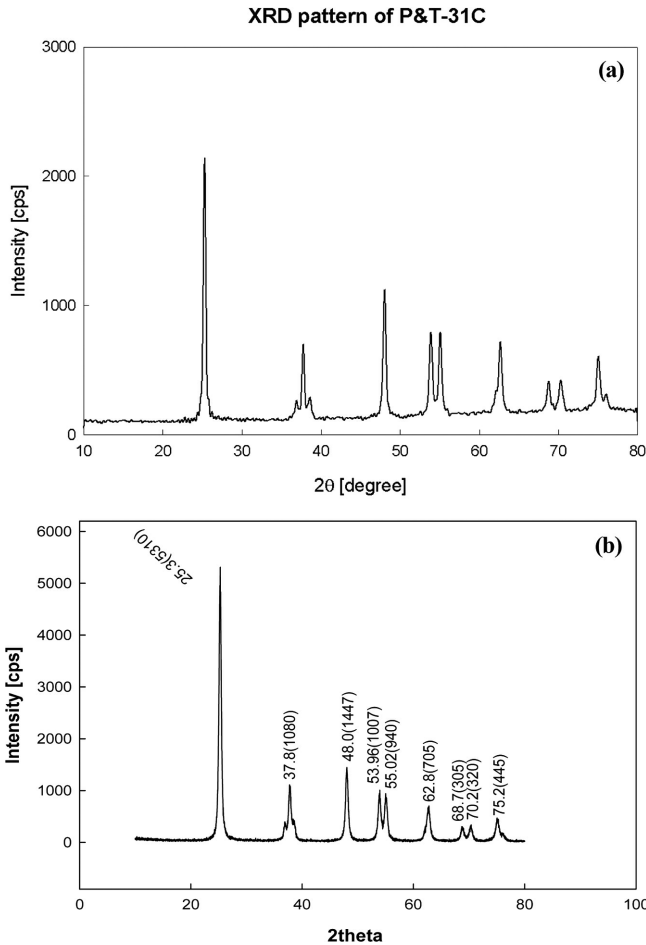 XRD pattern of P&T-31C
(a)
3000
2000
1000
0
Intensity [cps]
10 20 30 40 50 60 70 80
2θ [degree]
(b)
6000
5000
4000
3000
2000
1000
0
Intensity [cps]
25.3(5310)
37.8(1080)
48.0(1447)
53.96(1007)
55.02(940)
62.8(705)
68.7(305)
70.2(320)
75.2(445)
0 20 40 60 80 100
2theta